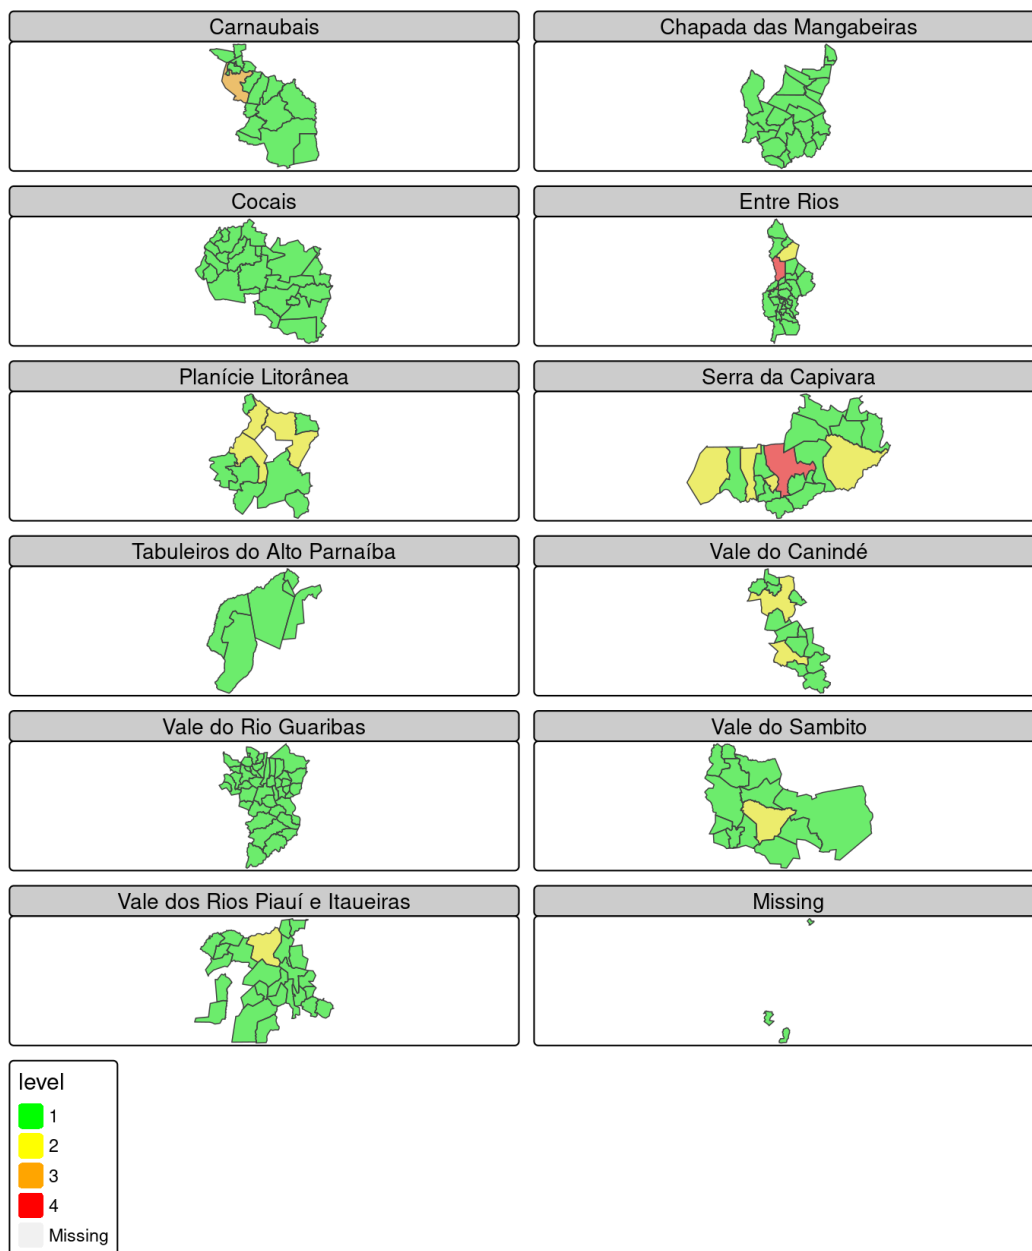 Carnaubais
Chapada das Mangabeiras
Cocais
Entre Rios
Planície Litorânea
Serra da Capivara
Tabuleiros do Alto Parnaíba
Vale do Canindé
Vale do Rio Guaribas
Vale do Sambito
Vale dos Rios Piauí e Itaueiras
Missing
level
1
2
3
4
Missing